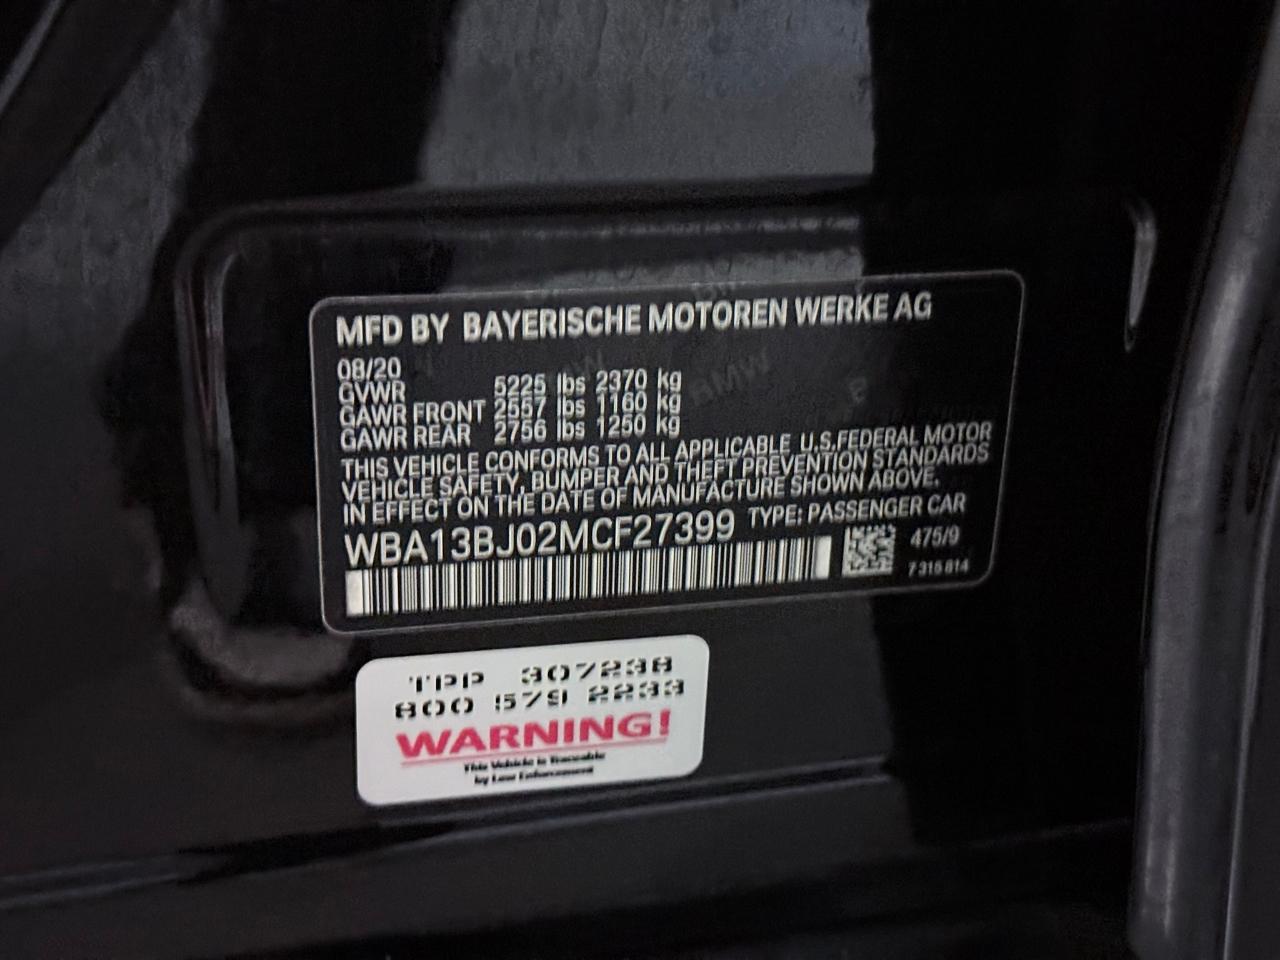 MFD BY BAYERISCHE MOTOREN WERKE AG
08/20
GVWR 5225 lbs 2370 kg
GAWR FRONT 2557 lbs 1160 kg
GAWR REAR 2756 lbs 1250 kg
THIS VEHICLE CONFORMS TO ALL APPLICABLE U.S.FEDERAL MOTOR
VEHICLE SAFETY, BUMPER AND THEFT PREVENTION STANDARDS
IN EFFECT ON THE DATE OF MANUFACTURE SHOWN ABOVE.
WBA13BJ02MCF27399 TYPE: PASSENGER CAR
475/9
7 315 814
TPP 307238
800 579 2233
WARNING!
This Vehicle is Traceable
by Law Enforcement
BMW